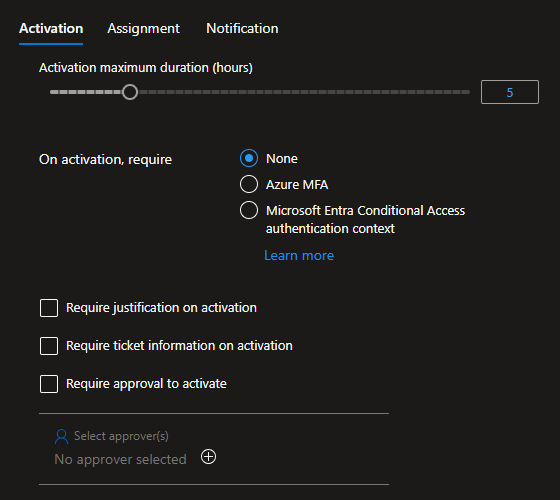 Activation Assignment Notification
Activation maximum duration (hours)
5
On activation, require
None
Azure MFA
Microsoft Entra Conditional Access
authentication context
Learn more
Require justification on activation
Require ticket information on activation
Require approval to activate
Select approver(s)
No approver selected